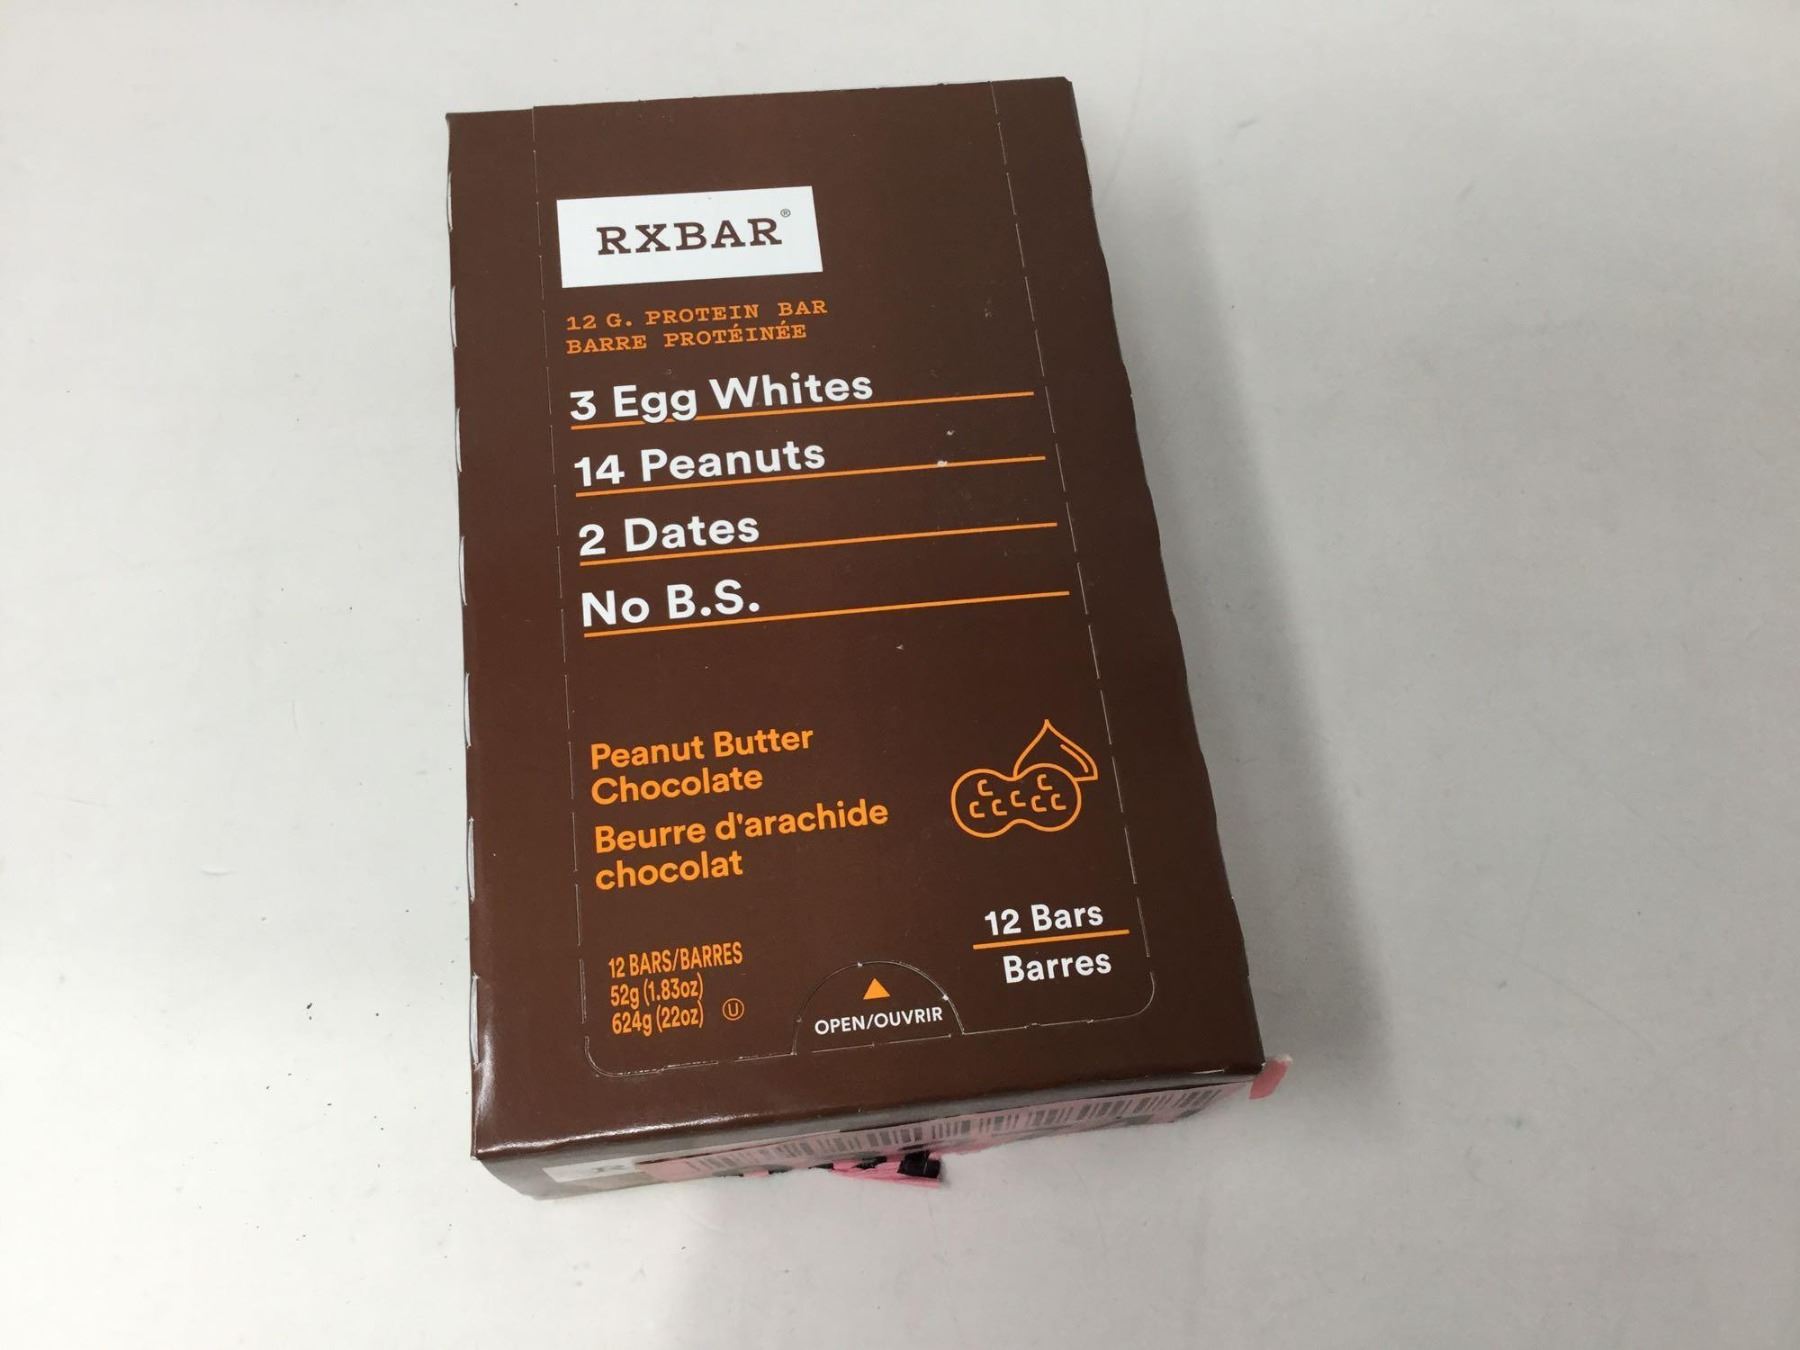 RXBAR®
12 G. PROTEIN BAR
BARRE PROTÉINÉE
3 Egg Whites
14 Peanuts
2 Dates
No B.S.
Peanut Butter
Chocolate
Beurre d'arachide
chocolat
12 Bars
Barres
12 BARS/BARRES
52g (1.83oz)
624g (22oz) U
OPEN/OUVRIR